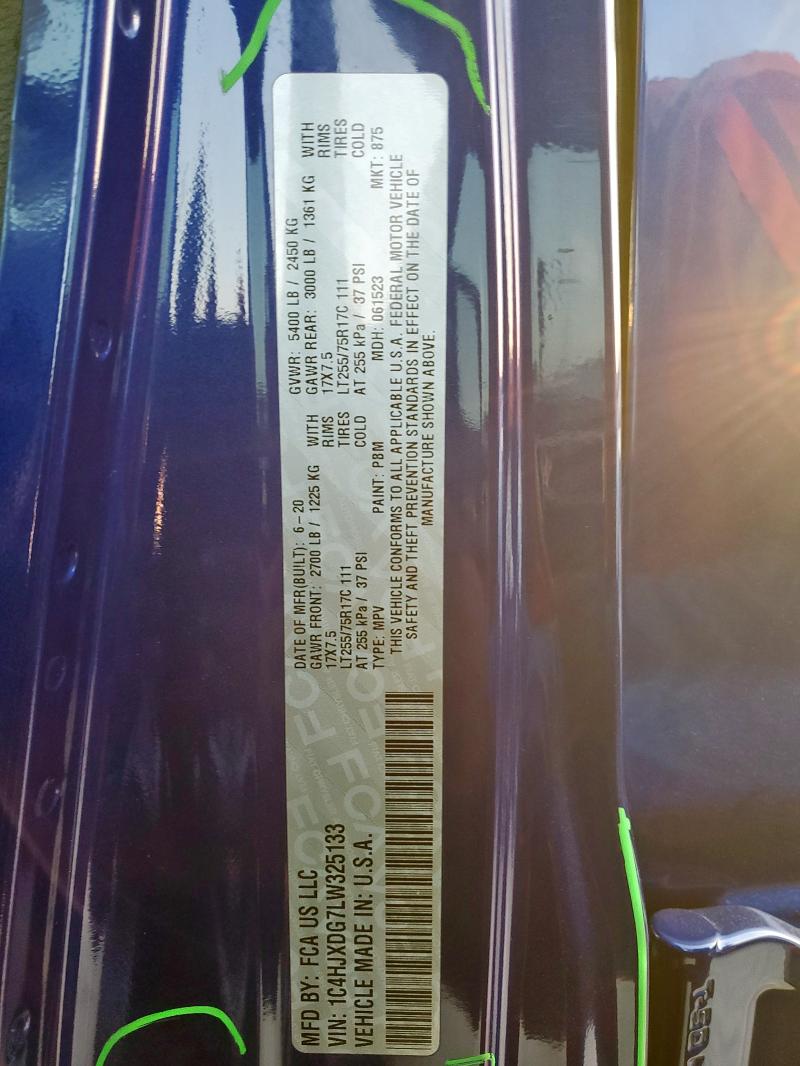 MFD BY: FCA US LLC
VIN: 1C4HJXDG7LW325133
VEHICLE MADE IN: U.S.A.
DATE OF MFR(BUILT): 6-20 GVWR: 5400 LB / 2450 KG
GAWR FRONT: 2700 LB / 1225 KG WITH GAWR REAR: 3000 LB / 1361 KG WITH
17X7.5 RIMS 17X7.5 RIMS
LT255/75R17C 111 TIRES LT255/75R17C 111 TIRES
AT 255 kPa / 37 PSI COLD AT 255 kPa / 37 PSI COLD
TYPE: MPV PAINT: PBM MDH: 061523 MKT: 875
THIS VEHICLE CONFORMS TO ALL APPLICABLE U.S.A. FEDERAL MOTOR VEHICLE
SAFETY AND THEFT PREVENTION STANDARDS IN EFFECT ON THE DATE OF
MANUFACTURE SHOWN ABOVE.